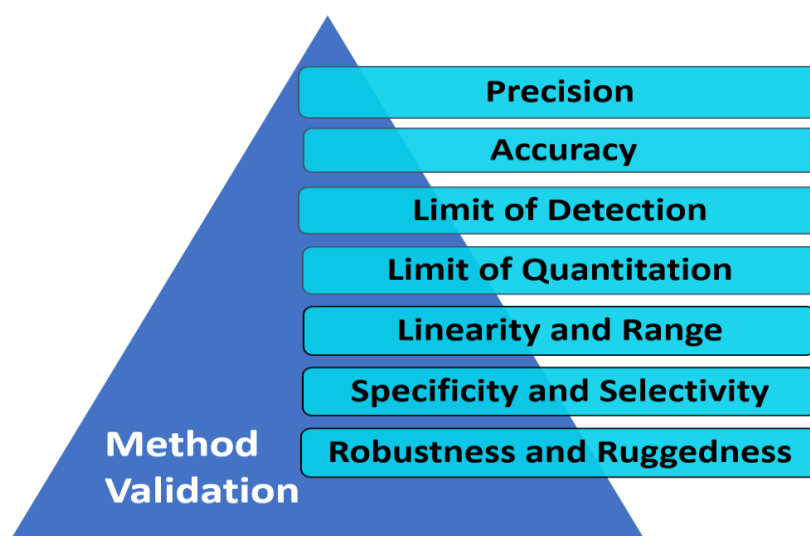 Precision
Accuracy
Limit of Detection
Limit of Quantitation
Linearity and Range
Specificity and Selectivity
Robustness and Ruggedness
Method
Validation